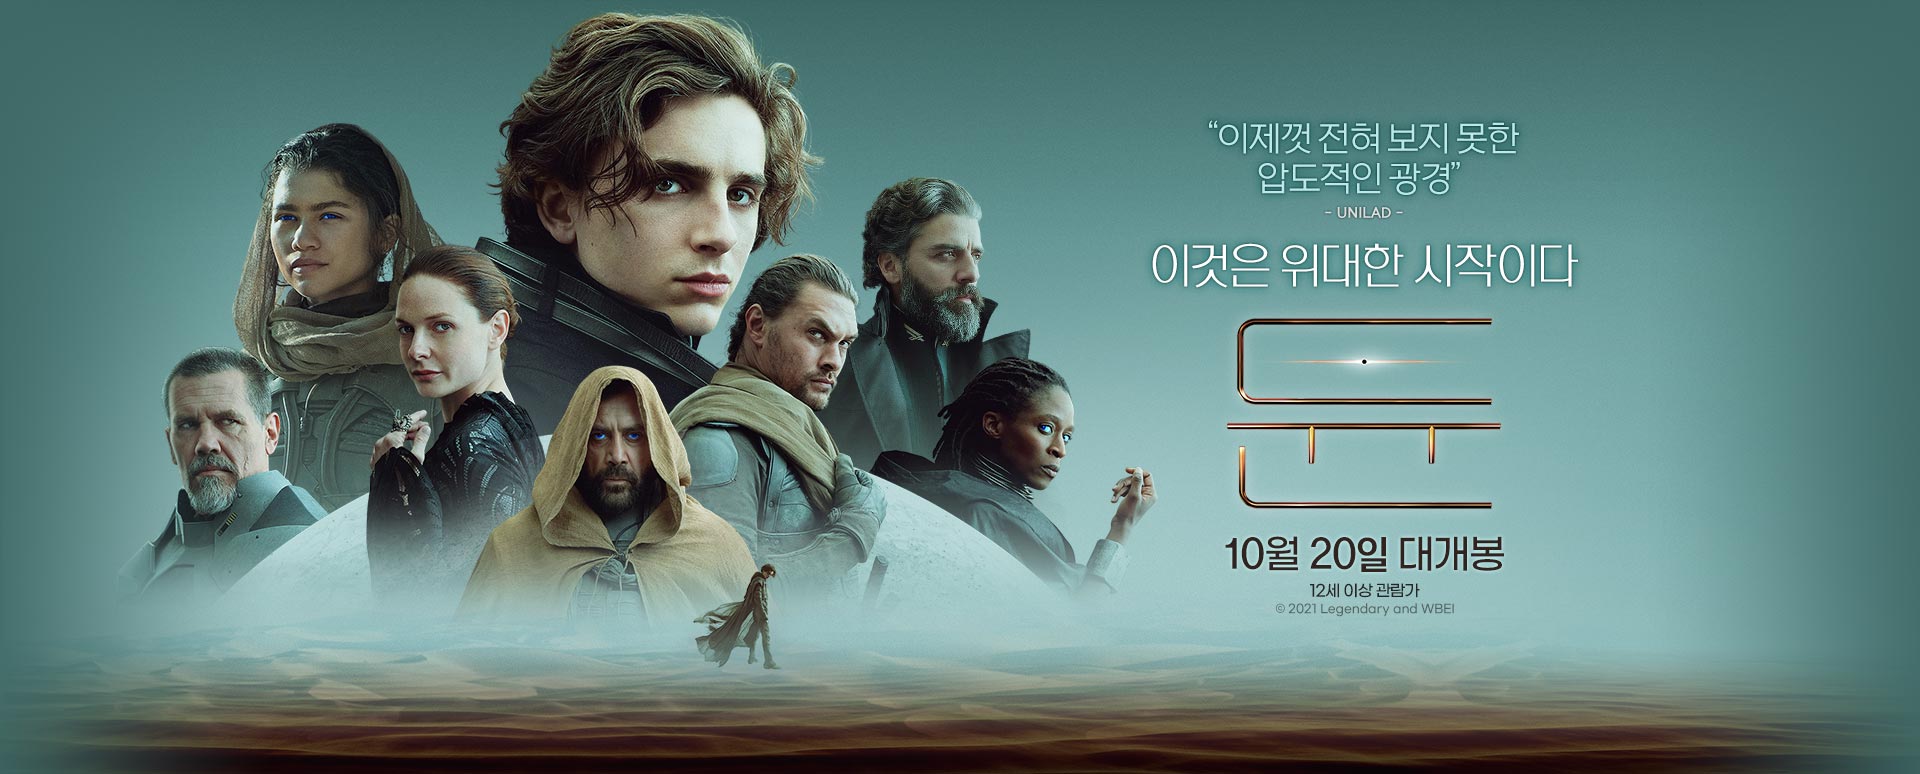 “이제껏 전혀 보지 못한
압도적인 광경”
- UNILAD -
이것은 위대한 시작이다
듄
10월 20일 대개봉
12세 이상 관람가
© 2021 Legendary and WBEI